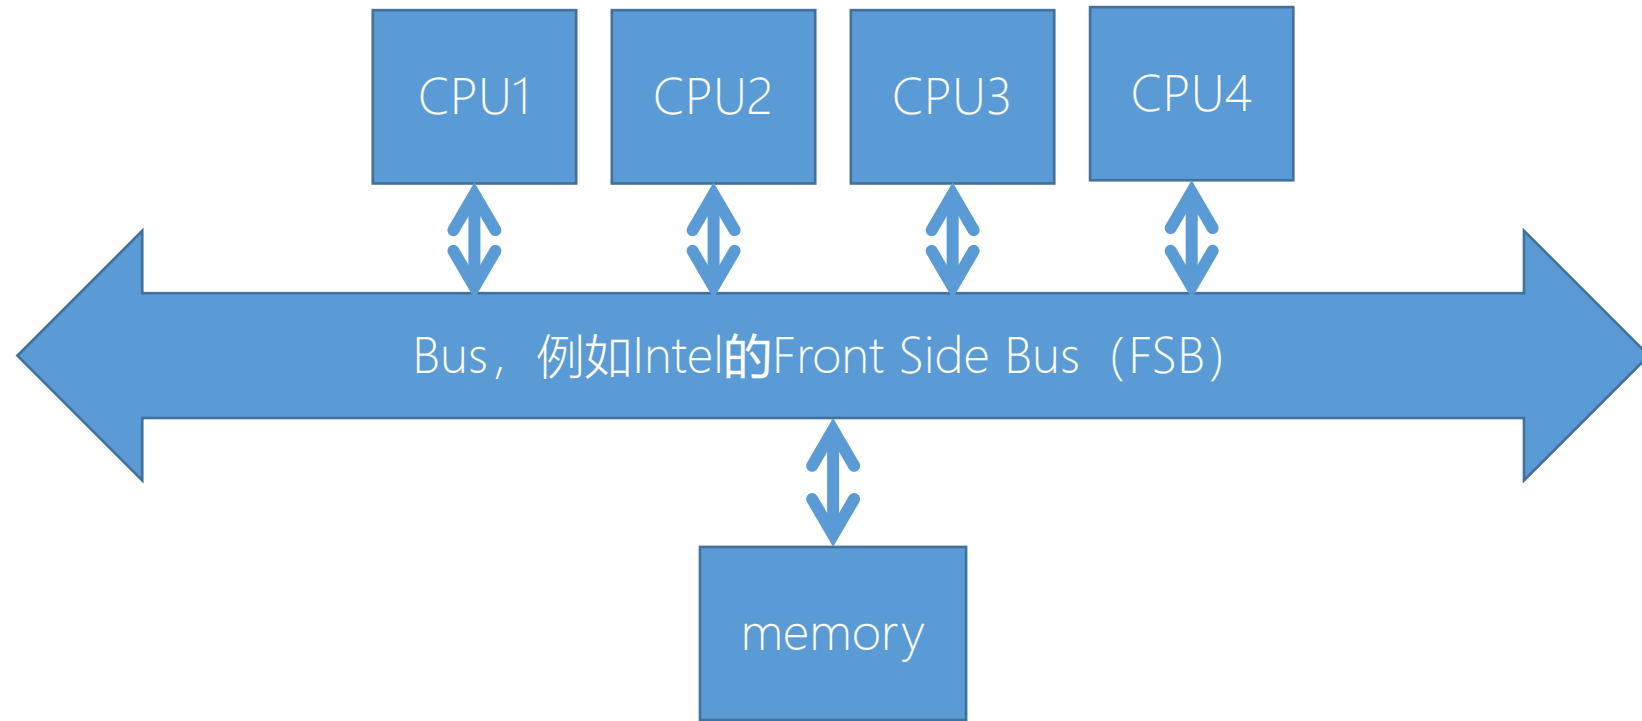 CPU1
CPU2
CPU3
CPU4
Bus，例如Intel的Front Side Bus（FSB）
memory